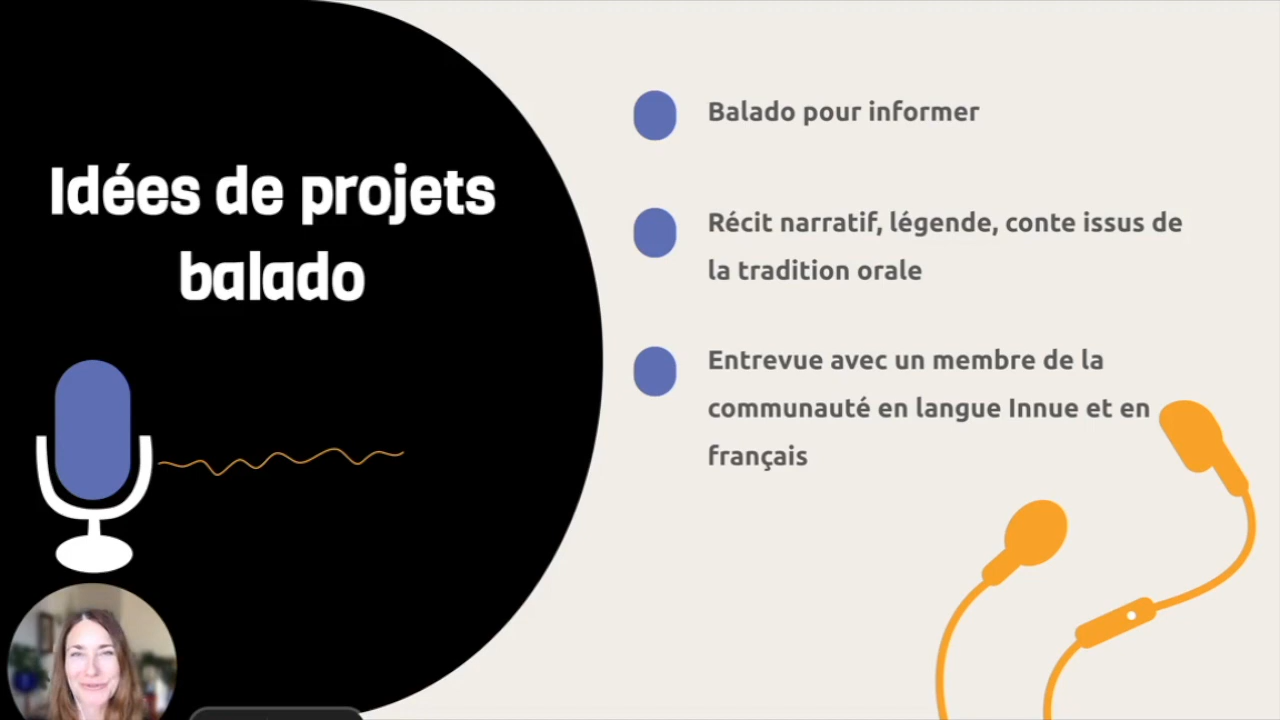 Idées de projets
balado
Balado pour informer
Récit narratif, légende, conte issus de
la tradition orale
Entrevue avec un membre de la
communauté en langue Innue et en
français